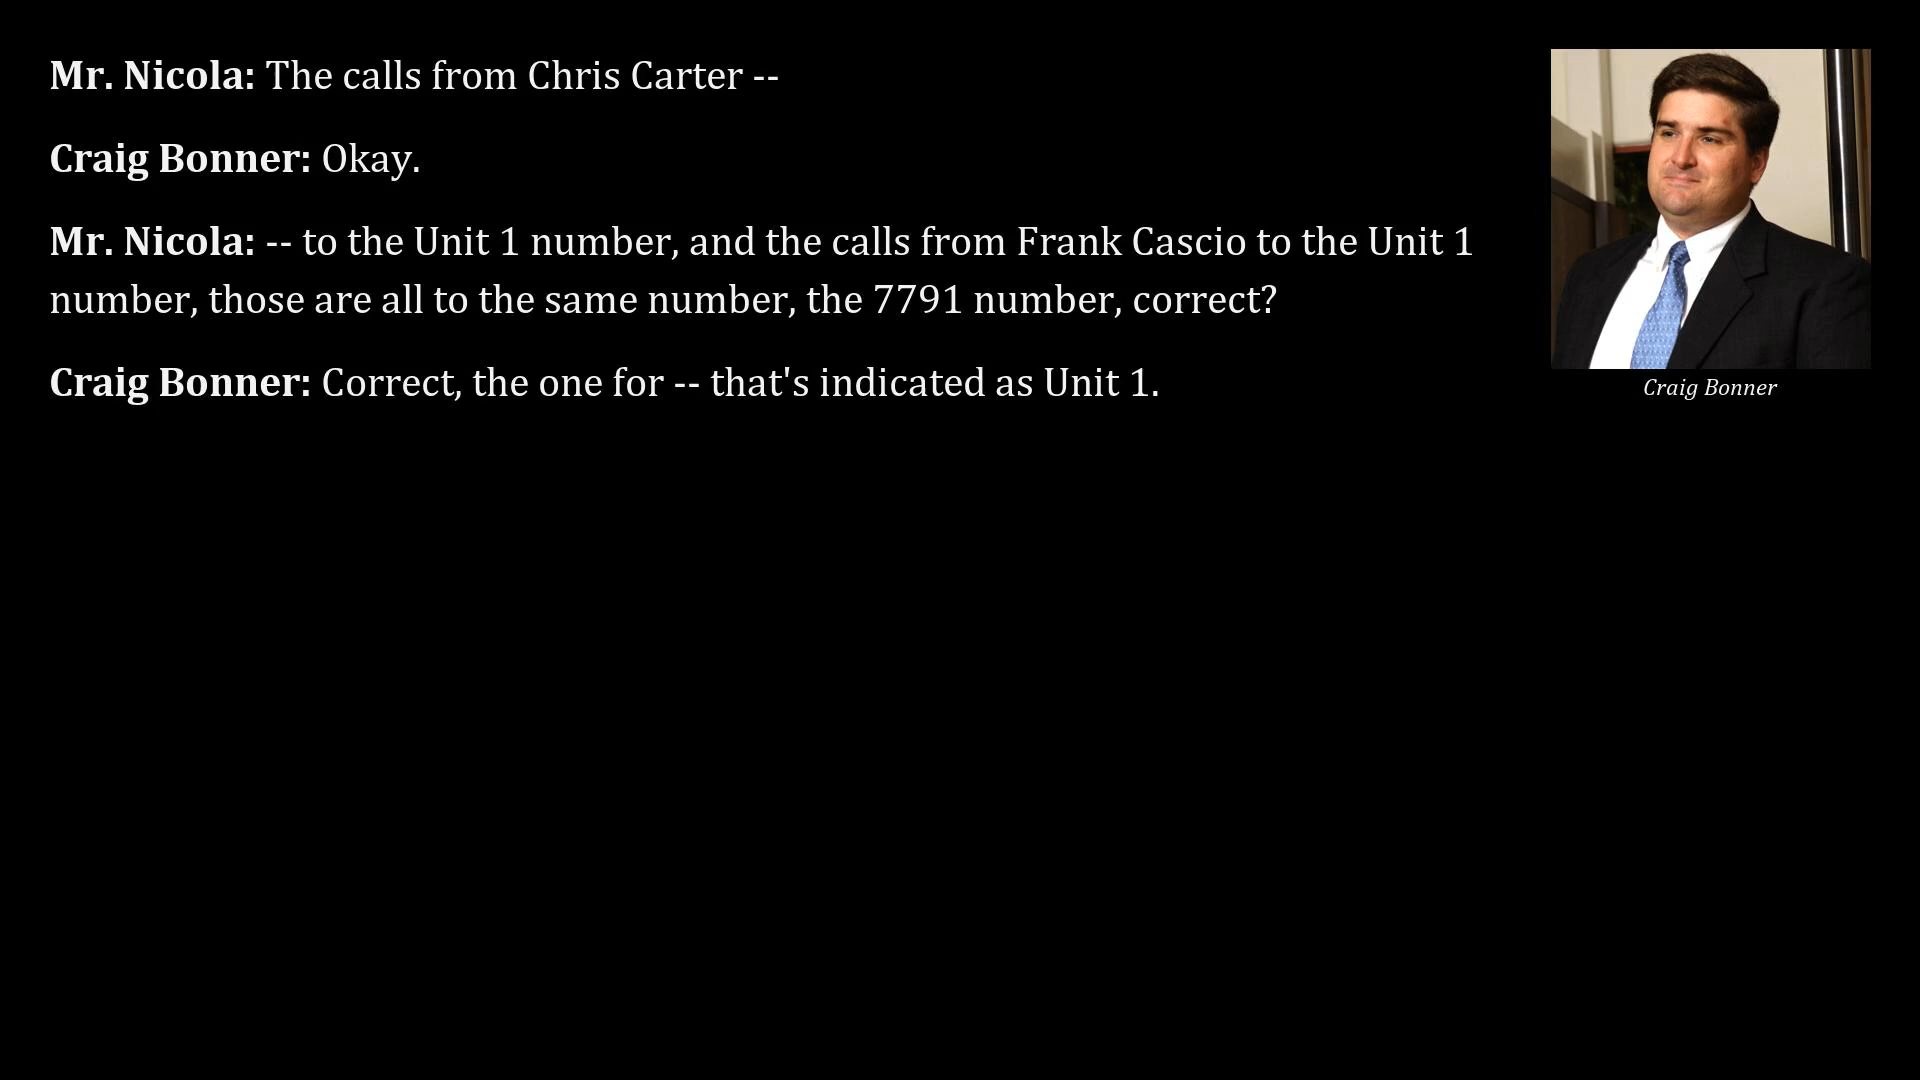 Mr. Nicola: The calls from Chris Carter --
Craig Bonner: Okay.
Mr. Nicola: -- to the Unit 1 number, and the calls from Frank Cascio to the Unit 1
number, those are all to the same number, the 7791 number, correct?
Craig Bonner: Correct, the one for -- that's indicated as Unit 1.
Craig Bonner